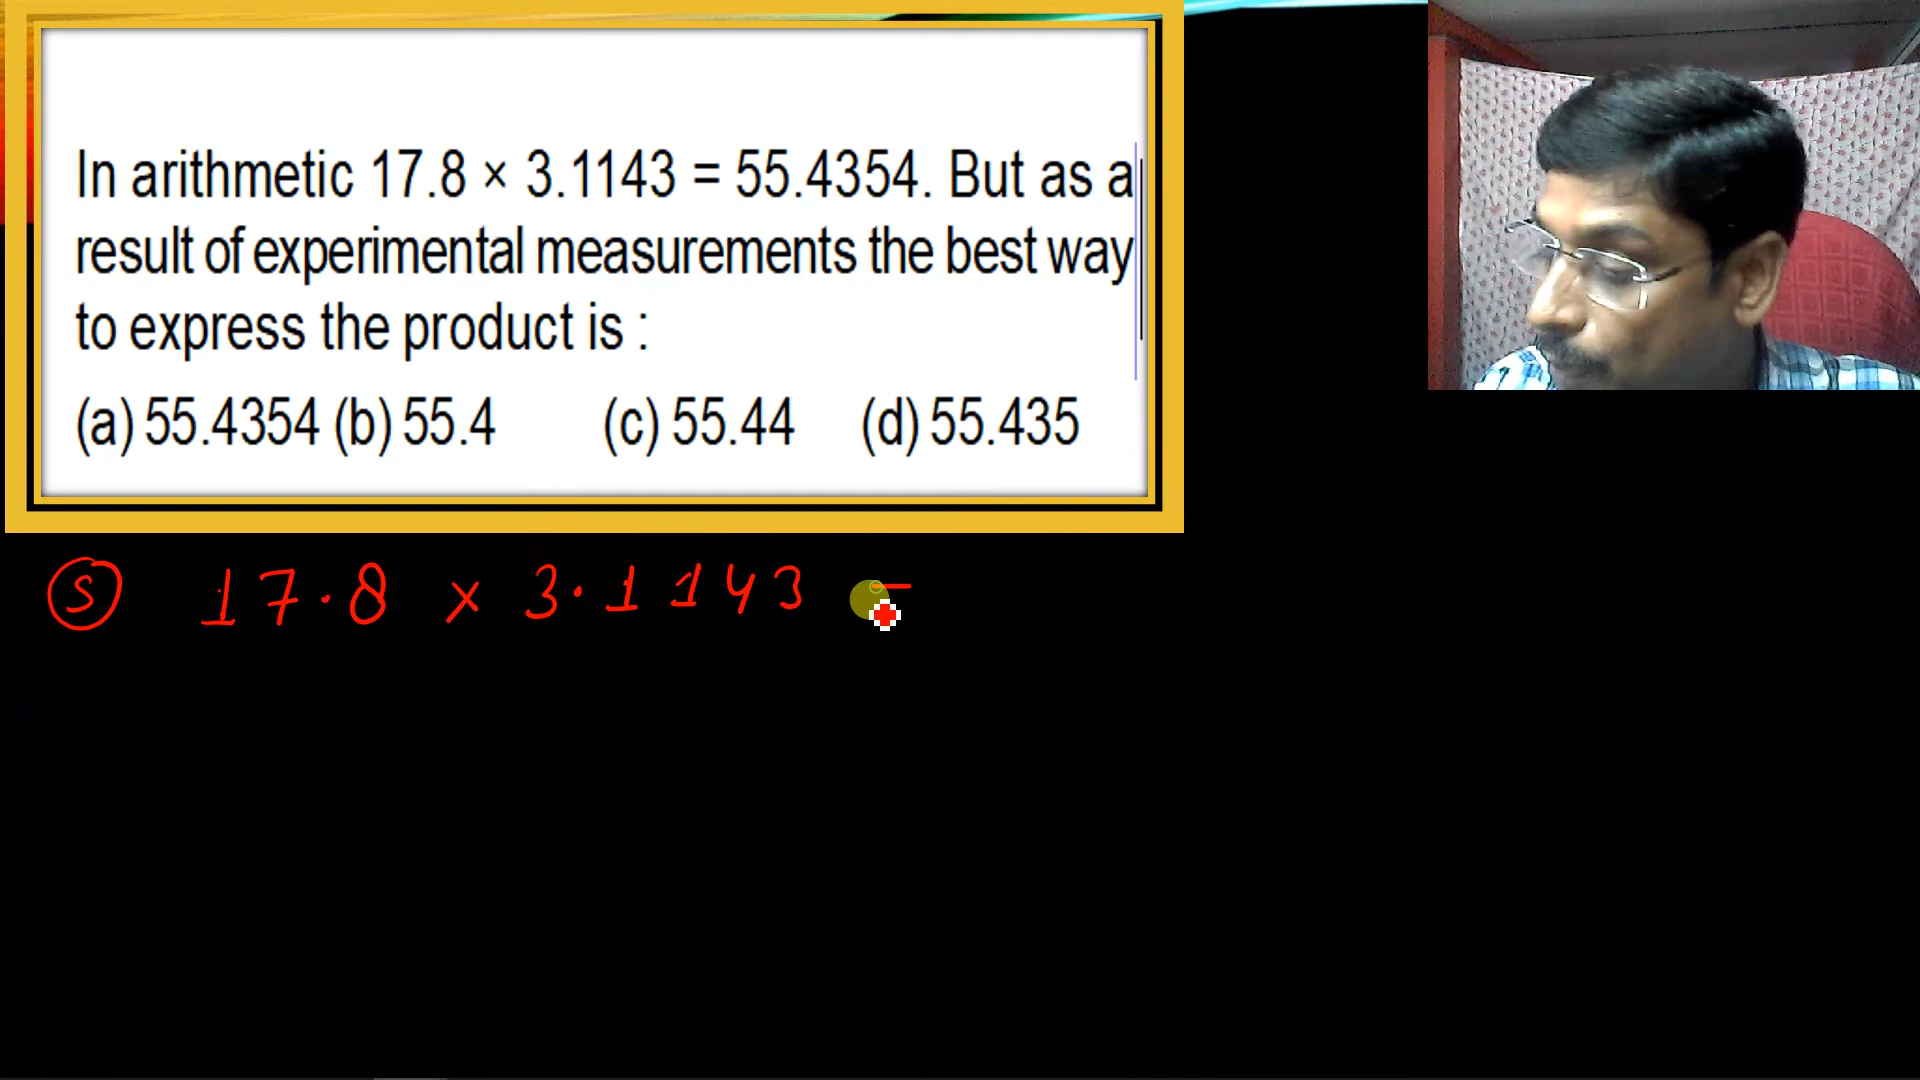 In arithmetic 17.8 × 3.1143 = 55.4354. But as a
result of experimental measurements the best way
to express the product is :
(a) 55.4354 (b) 55.4 (c) 55.44 (d) 55.435
S 17.8 × 3.1143 =